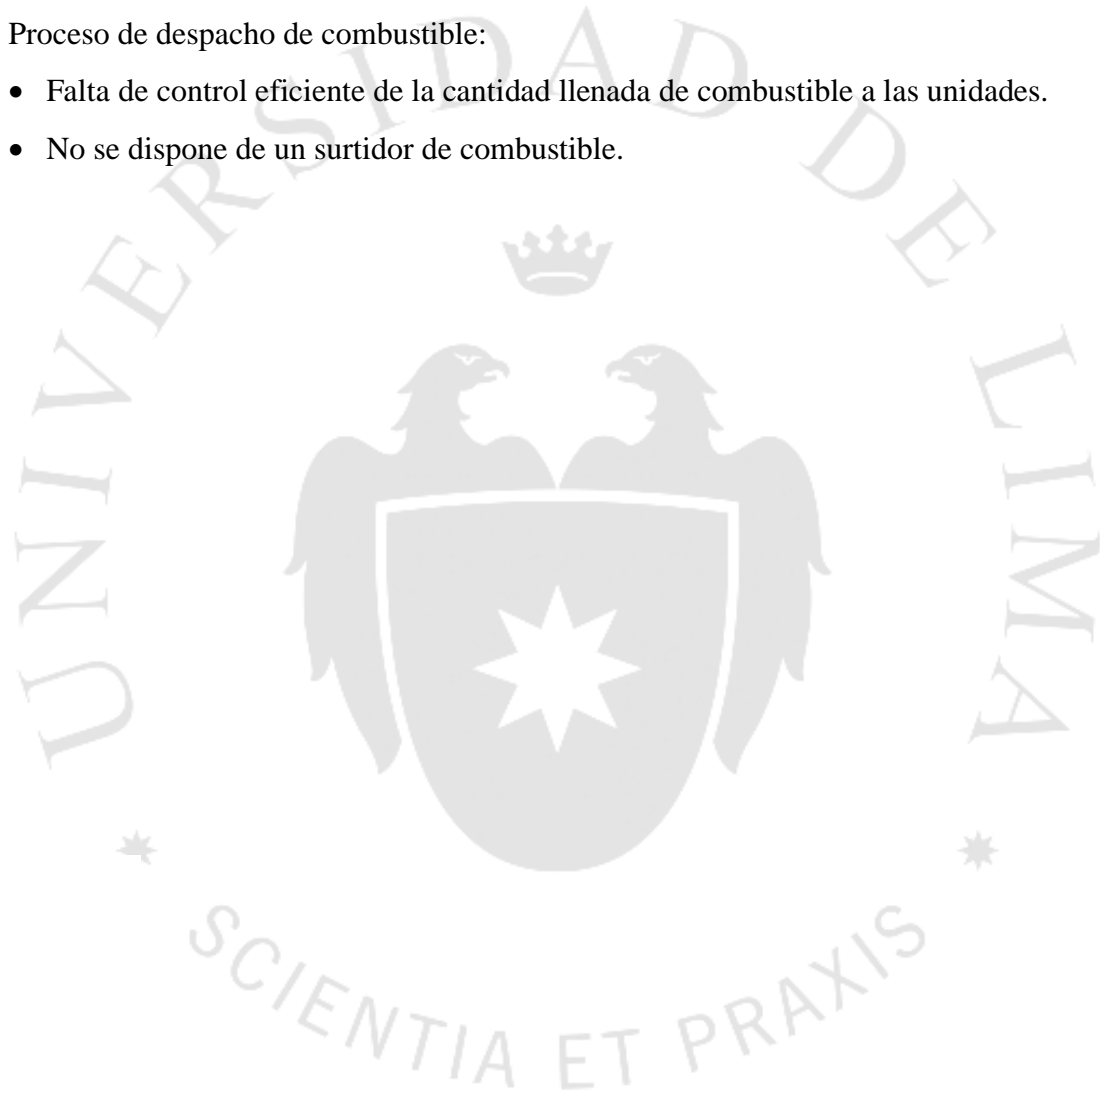 Proceso de despacho de combustible:
• Falta de control eficiente de la cantidad llenada de combustible a las unidades.
• No se dispone de un surtidor de combustible.
UNIVERSIDAD DE LIMA
SCIENTIA ET PRAXIS